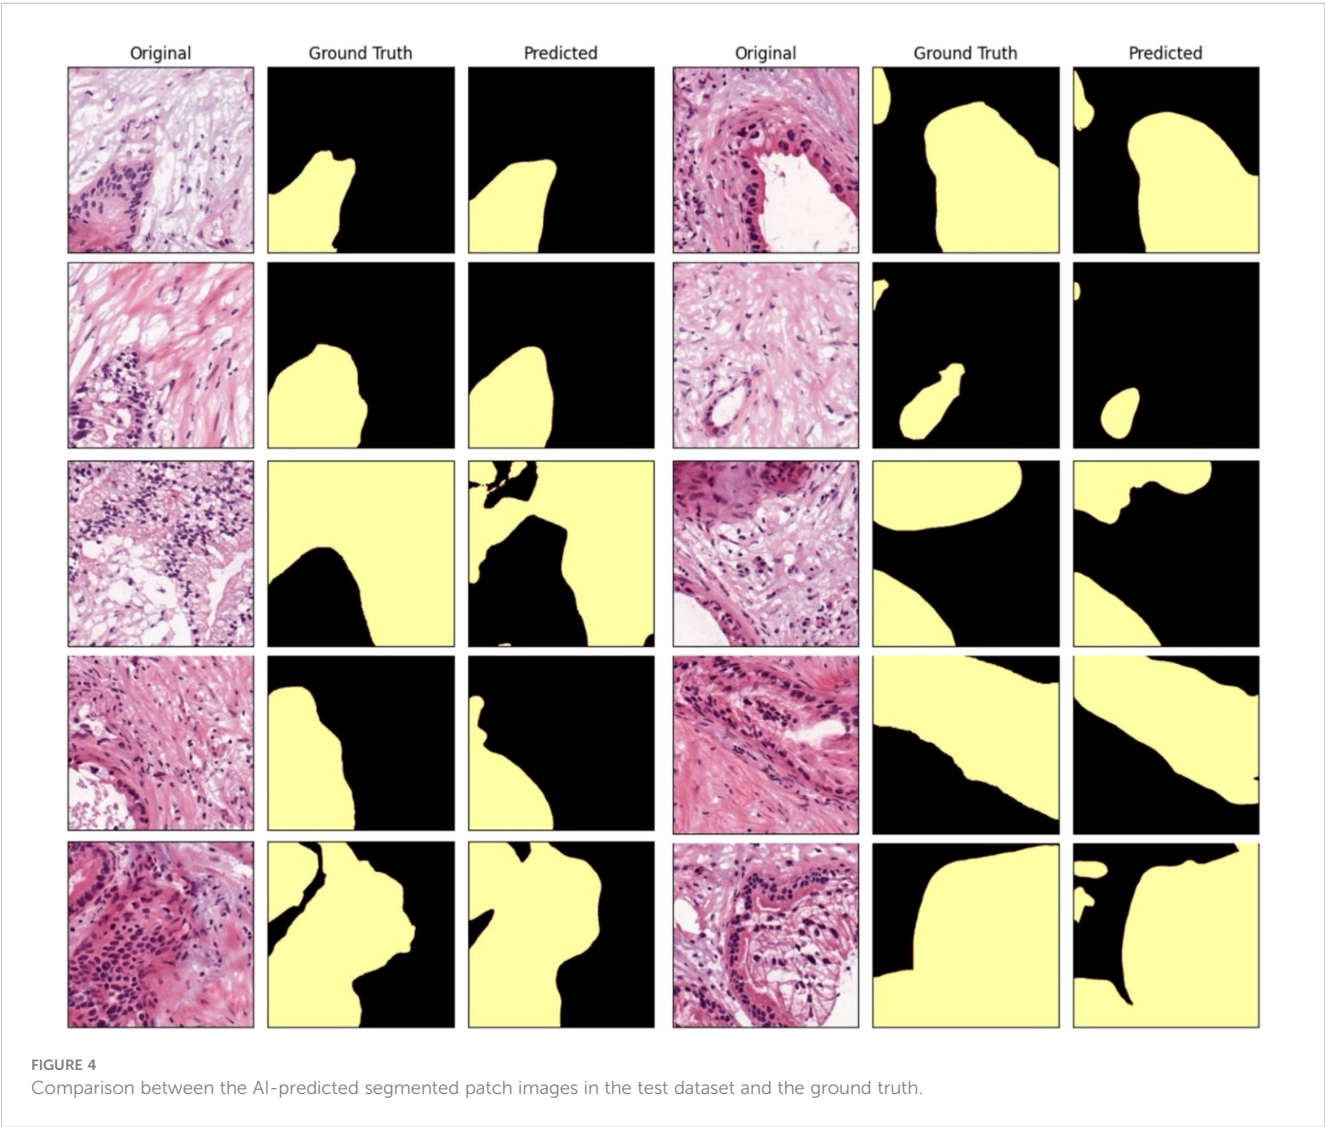 Original Ground Truth Predicted Original Ground Truth Predicted
FIGURE 4
Comparison between the AI-predicted segmented patch images in the test dataset and the ground truth.